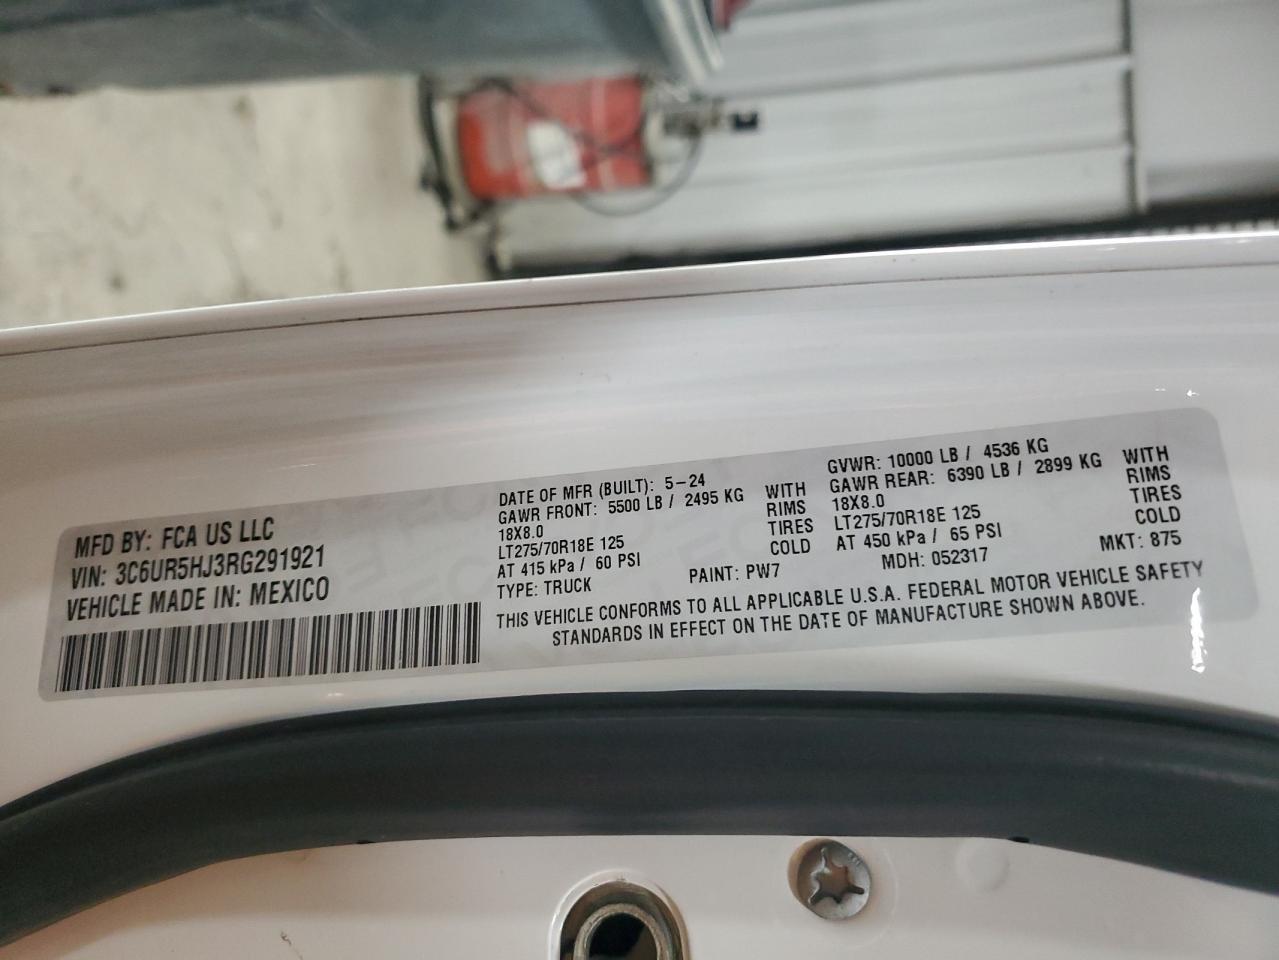 MFD BY: FCA US LLC
VIN: 3C6UR5HJ3RG291921
VEHICLE MADE IN: MEXICO
DATE OF MFR (BUILT): 5-24
GAWR FRONT: 5500 LB / 2495 KG WITH
18X8.0 RIMS
LT275/70R18E 125 TIRES
AT 415 kPa / 60 PSI COLD
TYPE: TRUCK PAINT: PW7
GVWR: 10000 LB / 4536 KG
GAWR REAR: 6390 LB / 2899 KG WITH
18X8.0 RIMS
LT275/70R18E 125 TIRES
AT 450 kPa / 65 PSI COLD
MDH: 052317 MKT: 875
THIS VEHICLE CONFORMS TO ALL APPLICABLE U.S.A. FEDERAL MOTOR VEHICLE SAFETY
STANDARDS IN EFFECT ON THE DATE OF MANUFACTURE SHOWN ABOVE.